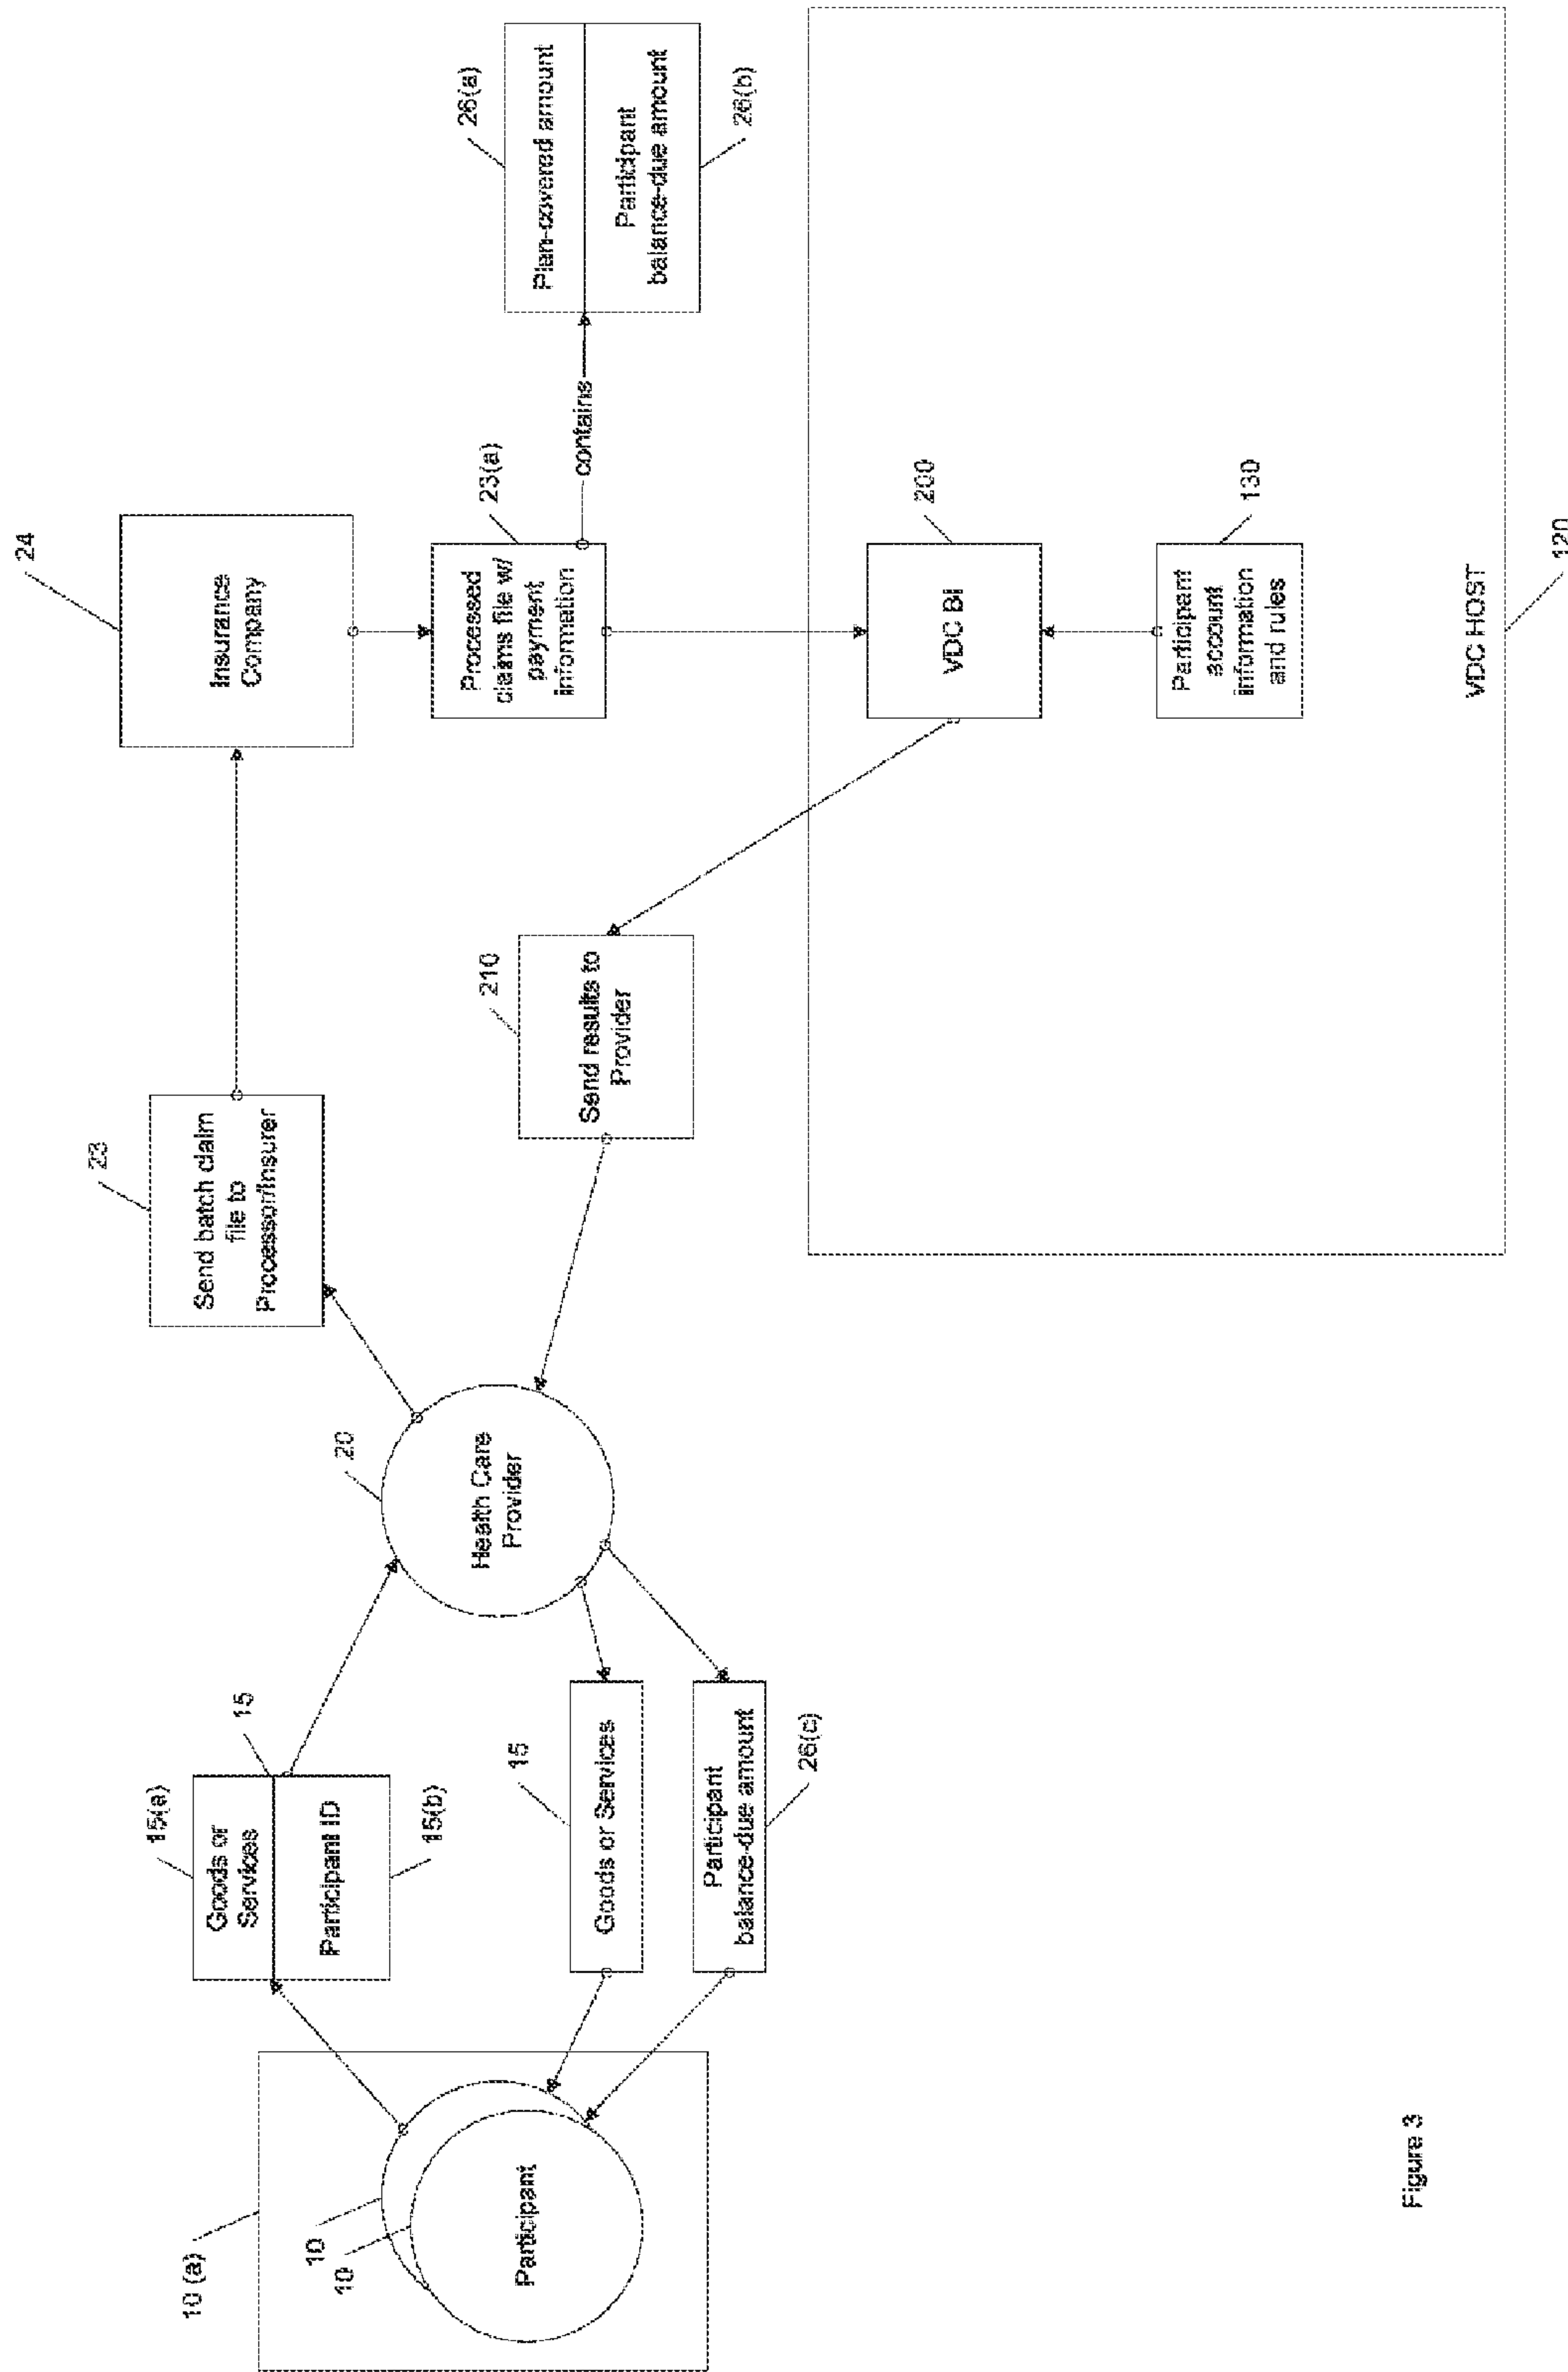 24
Insurance
Company
26(a)
Plan-covered amount
Participant
balance-due amount
26(b)
23
Send batch claim
file to
Processor/Insurer
23(a)
Processed
claims file w/
payment
information
contains
20
Health Care
Provider
210
Send results to
Provider
200
VDC BI
130
Participant
account
information
and rules
VDC HOST
120
15(a)
Goods or
Services
15
Participant ID
15(b)
15
Goods or Services
Participant
balance-due amount
26(c)
10 (a)
10
10
Participant
Figure 3